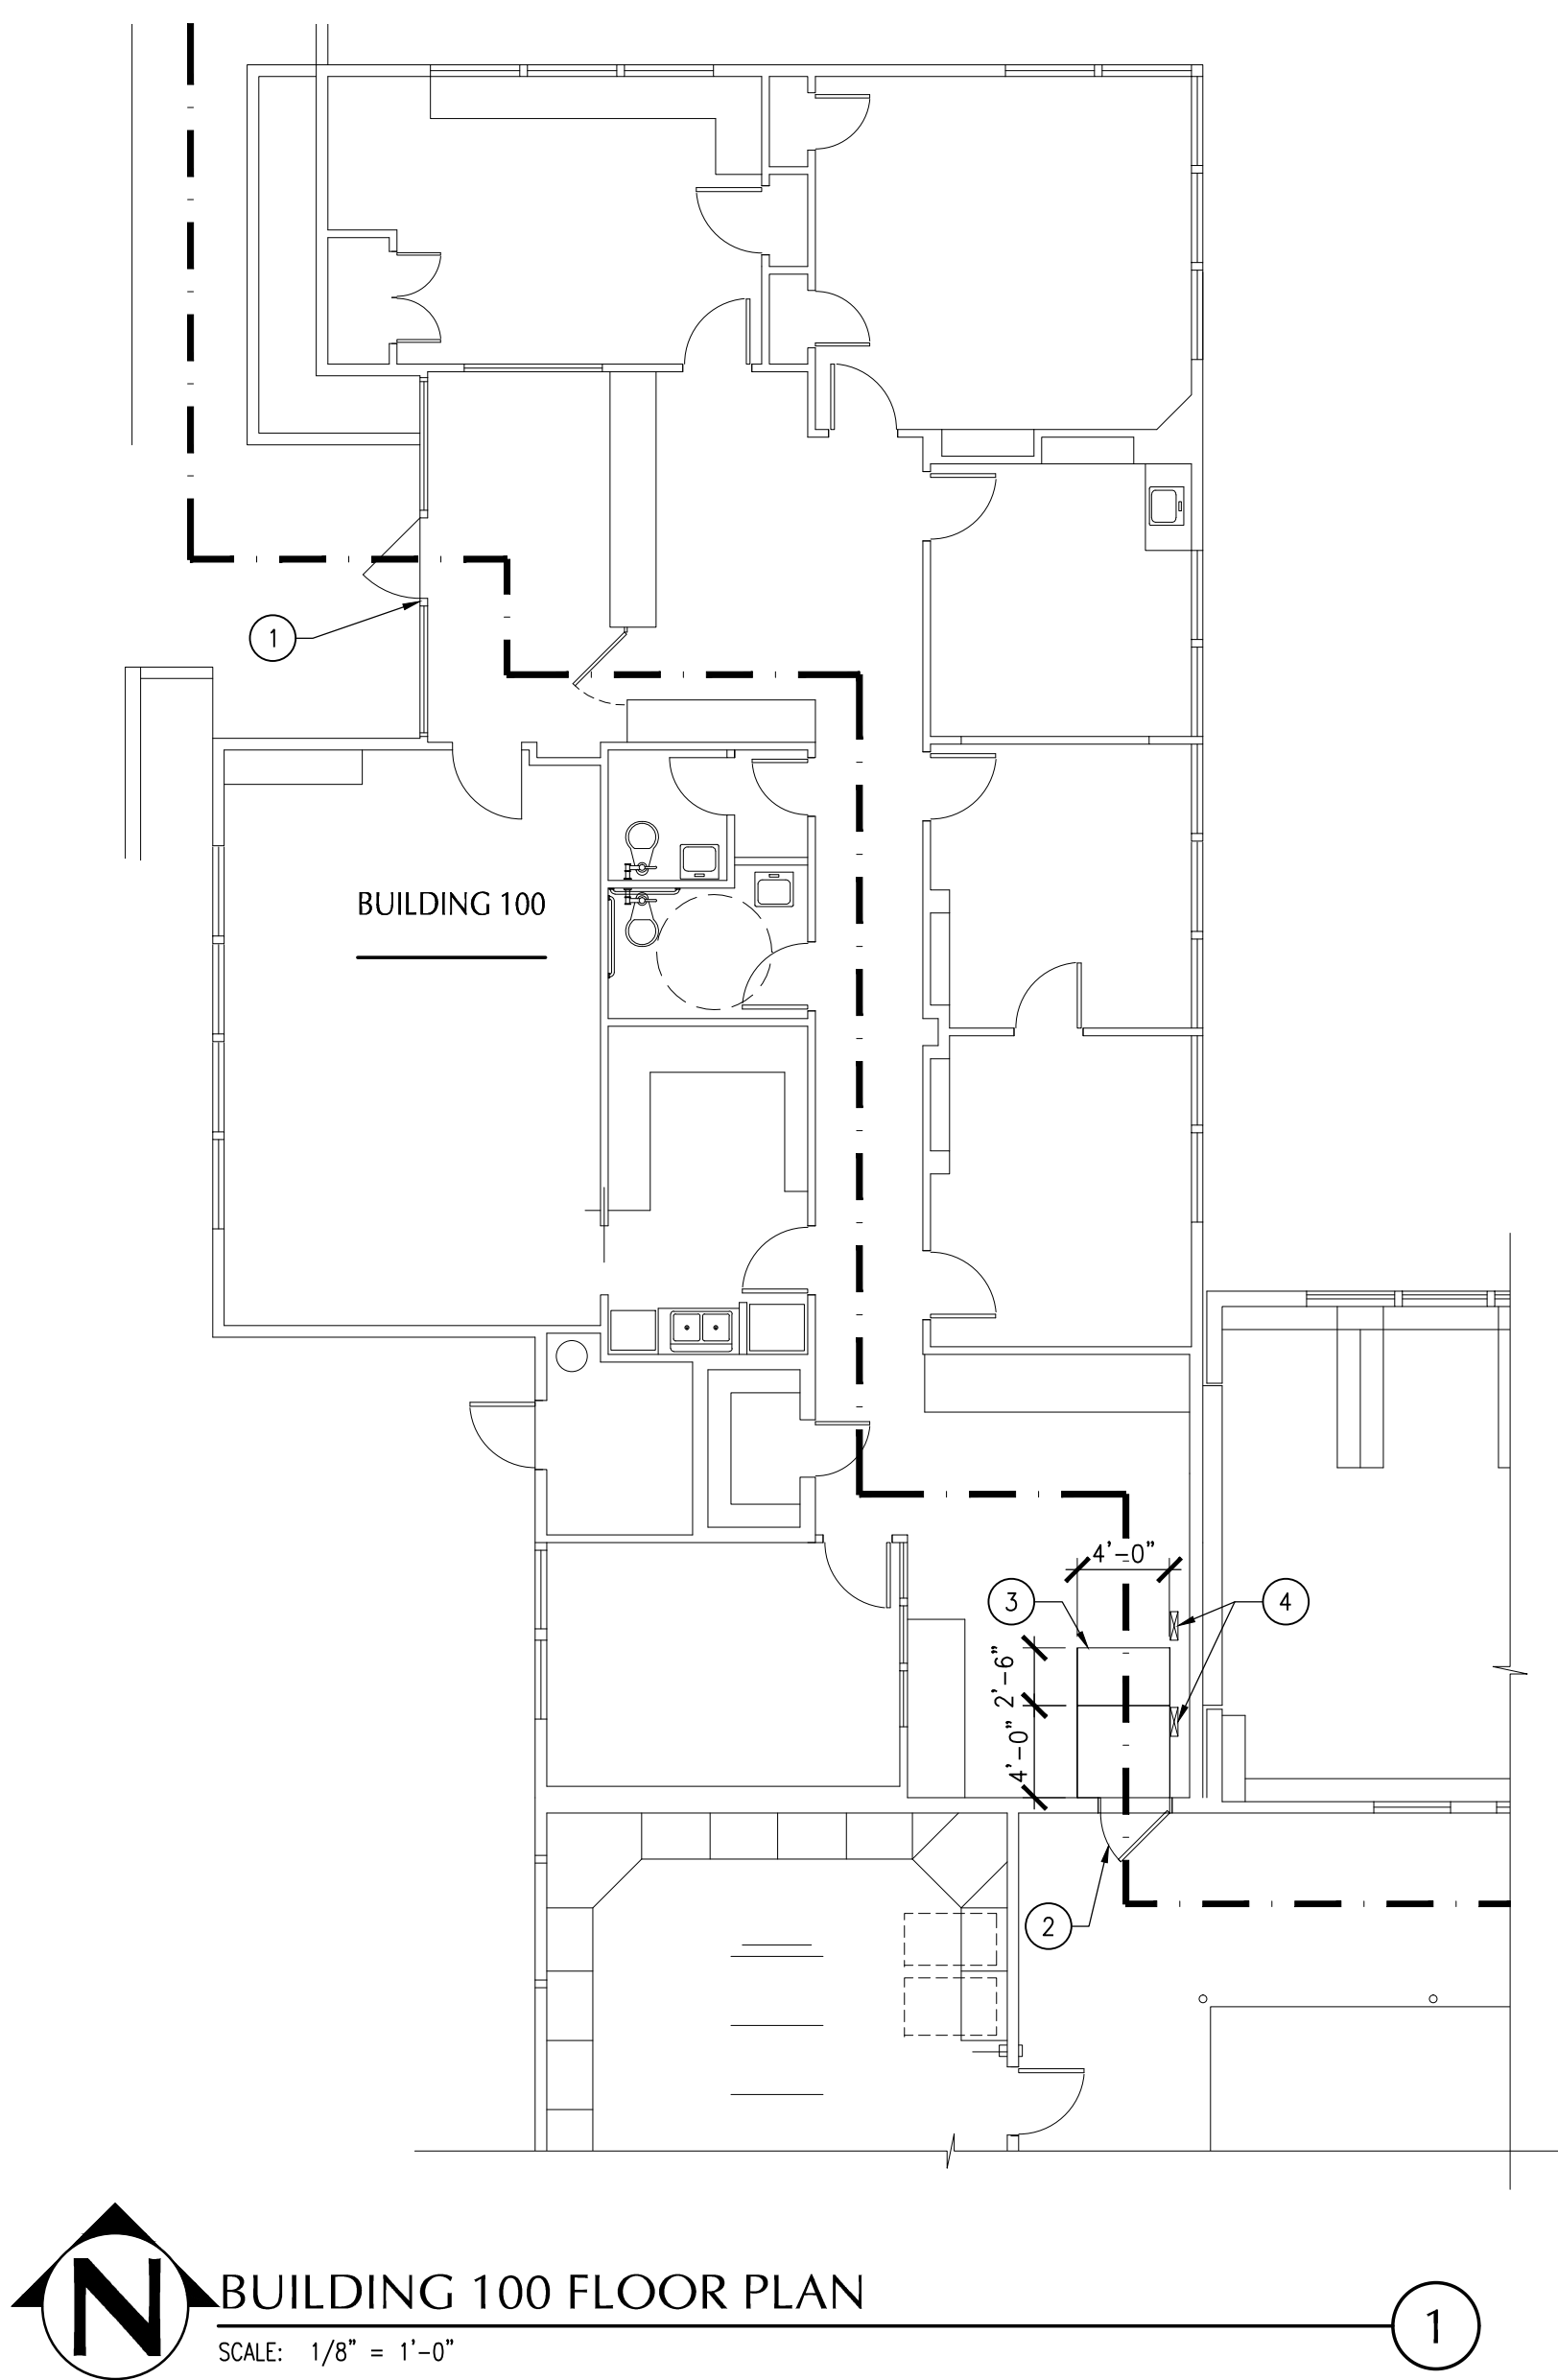 1
BUILDING 100
4'-0"
3
4
2'-6"
4'-0"
2
N
BUILDING 100 FLOOR PLAN
1
SCALE: 1/8" = 1'-0"